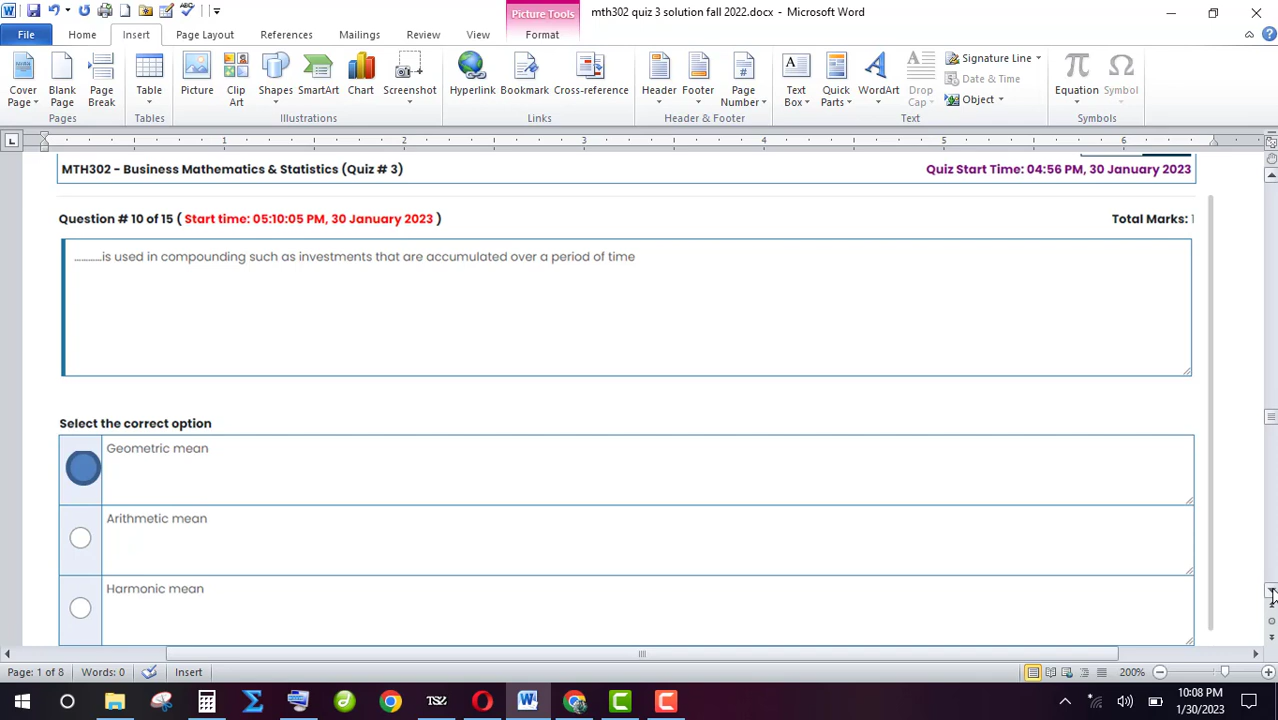 mth302 quiz 3 solution fall 2022.docx - Microsoft Word
Picture Tools
File Home Insert Page Layout References Mailings Review View Format
Cover Page
Blank Page
Page Break
Table
Picture
Clip Art
Shapes
SmartArt
Chart
Screenshot
Hyperlink
Bookmark
Cross-reference
Header
Footer
Page Number
Text Box
Quick Parts
WordArt
Drop Cap
Signature Line
Date & Time
Object
Equation
Symbol
Pages Tables Illustrations Links Header & Footer Text Symbols
1 2 3 4 5 6
MTH302 - Business Mathematics & Statistics (Quiz # 3)
Quiz Start Time: 04:56 PM, 30 January 2023
Question # 10 of 15 ( Start time: 05:10:05 PM, 30 January 2023 )
Total Marks: 1
............is used in compounding such as investments that are accumulated over a period of time
Select the correct option
Geometric mean
Arithmetic mean
Harmonic mean
Page: 1 of 8 Words: 0 Insert 200%
10:08 PM
1/30/2023